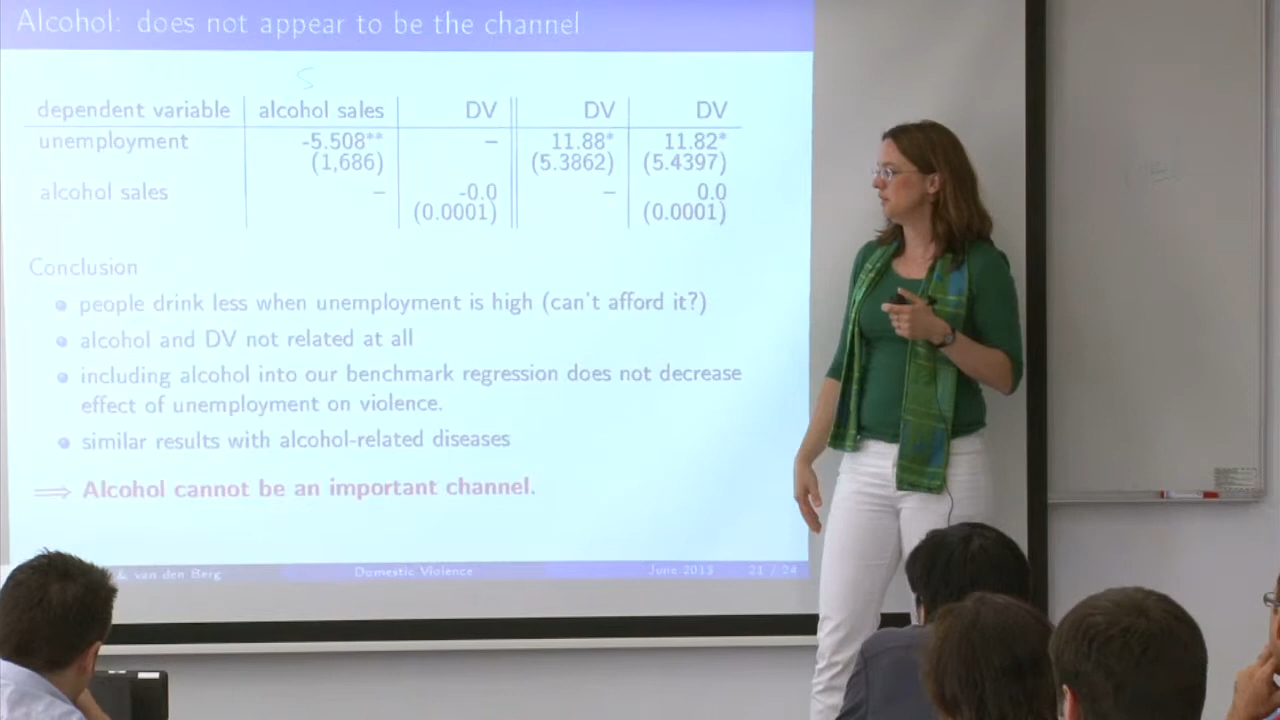 Alcohol: does not appear to be the channel
dependent variable alcohol sales DV DV DV
unemployment -5.508** – 11.88* 11.82*
(1,686) (5.3862) (5.4397)
alcohol sales – -0.0 – 0.0
(0.0001) (0.0001)
Conclusion
people drink less when unemployment is high (can't afford it?)
alcohol and DV not related at all
including alcohol into our benchmark regression does not decrease
effect of unemployment on violence.
similar results with alcohol-related diseases
⟹ Alcohol cannot be an important channel.
& van den Berg Domestic Violence June 2013 21 / 24